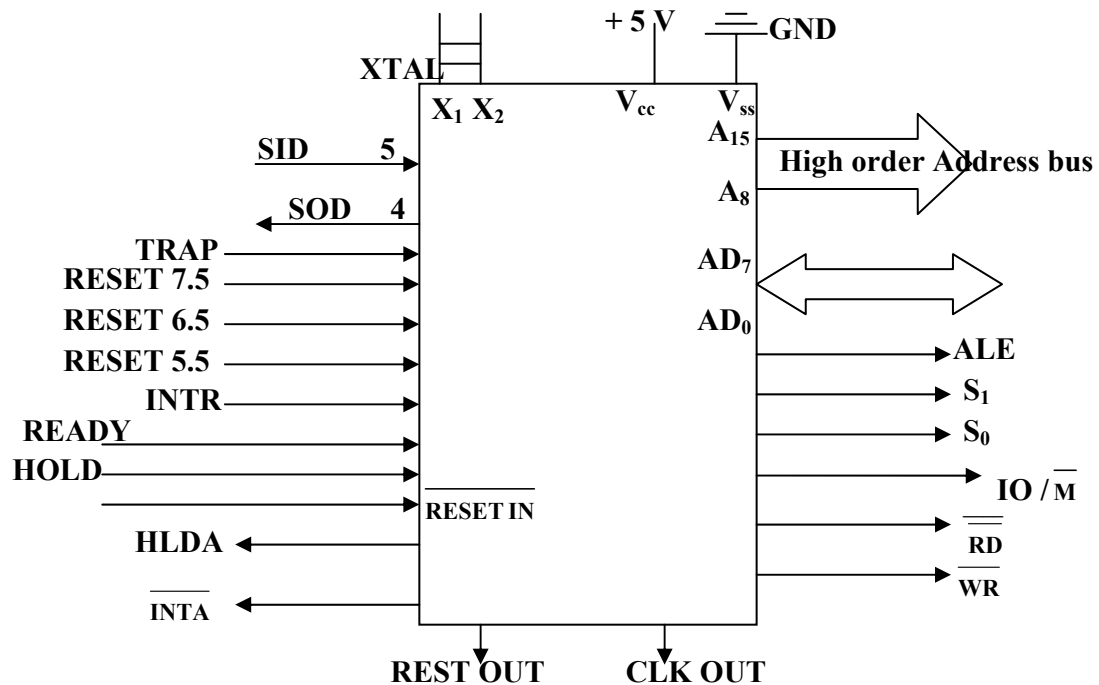 + 5 V
GND
XTAL
X₁ X₂
V_cc
V_ss
SID 5
SOD 4
TRAP
RESET 7.5
RESET 6.5
RESET 5.5
INTR
READY
HOLD
RESET IN
HLDA
INTA
A₁₅
High order Address bus
A₈
AD₇
AD₀
ALE
S₁
S₀
IO / M
RD
WR
REST OUT
CLK OUT